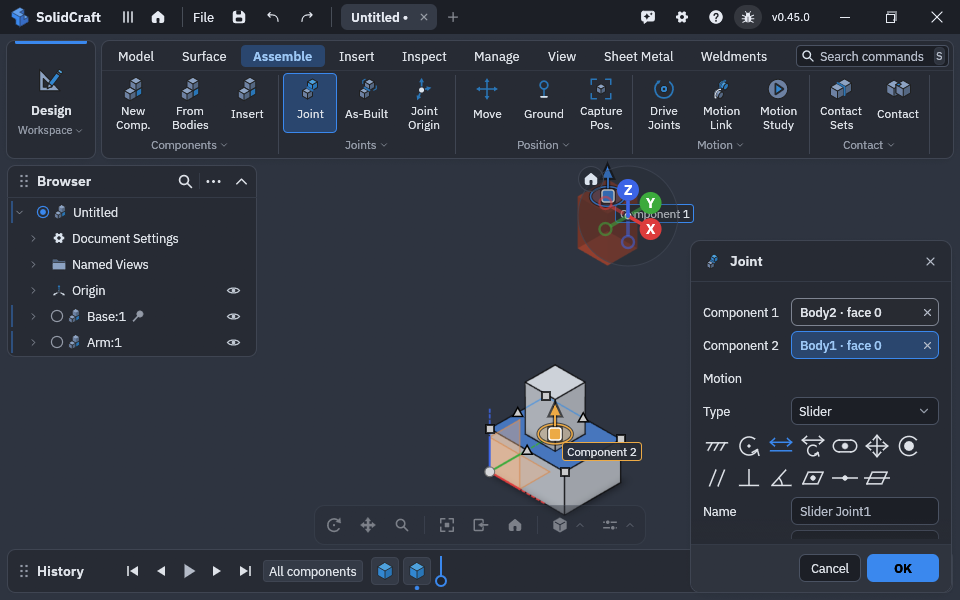 SolidCraft
File
Untitled •
v0.45.0
Design
Workspace
Model
Surface
Assemble
Insert
Inspect
Manage
View
Sheet Metal
Weldments
Search commands
S
New Comp.
From Bodies
Insert
Joint
As-Built
Joint Origin
Move
Ground
Capture Pos.
Drive Joints
Motion Link
Motion Study
Contact Sets
Contact
Components
Joints
Position
Motion
Contact
Browser
Untitled
Document Settings
Named Views
Origin
Base:1
Arm:1
Z
Y
X
Component 1
Component 2
Joint
Component 1
Body2 · face 0
Component 2
Body1 · face 0
Motion
Type
Slider
Name
Slider Joint1
Cancel
OK
History
All components